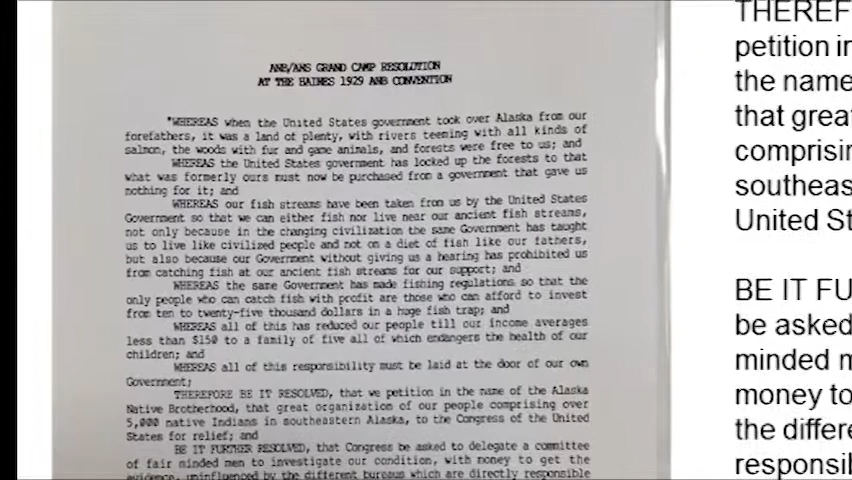 ANB/ANS GRAND CAMP RESOLUTION
AT THE HAINES 1929 ANB CONVENTION
"WHEREAS when the United States government took over Alaska from our
forefathers, it was a land of plenty, with rivers teeming with all kinds of
salmon, the woods with fur and game animals, and forests were free to us; and
WHEREAS the United States government has locked up the forests to that
what was formerly ours must now be purchased from a government that gave us
nothing for it; and
WHEREAS our fish streams have been taken from us by the United States
Government so that we can either fish nor live near our ancient fish streams,
not only because in the changing civilization the same Government has taught
us to live like civilized people and not on a diet of fish like our fathers,
but also because our Government without giving us a hearing has prohibited us
from catching fish at our ancient fish streams for our support; and
WHEREAS the same Government has made fishing regulations so that the
only people who can catch fish with profit are those who can afford to invest
from ten to twenty-five thousand dollars in a huge fish trap; and
WHEREAS all of this has reduced our people till our income averages
less than $150 to a family of five all of which endangers the health of our
children; and
WHEREAS all of this responsibility must be laid at the door of our own
Government;
THEREFORE BE IT RESOLVED, that we petition in the name of the Alaska
Native Brotherhood, that great organization of our people comprising over
5,000 native Indians in southeastern Alaska, to the Congress of the United
States for relief; and
BE IT FURTHER RESOLVED, that Congress be asked to delegate a committee
of fair minded men to investigate our condition, with money to get the
evidence, uninfluenced by the different bureaus which are directly responsible
THEREF
petition in
the name
that grea
comprisin
southeas
United St
BE IT FU
be asked
minded m
money to
the differe
responsib